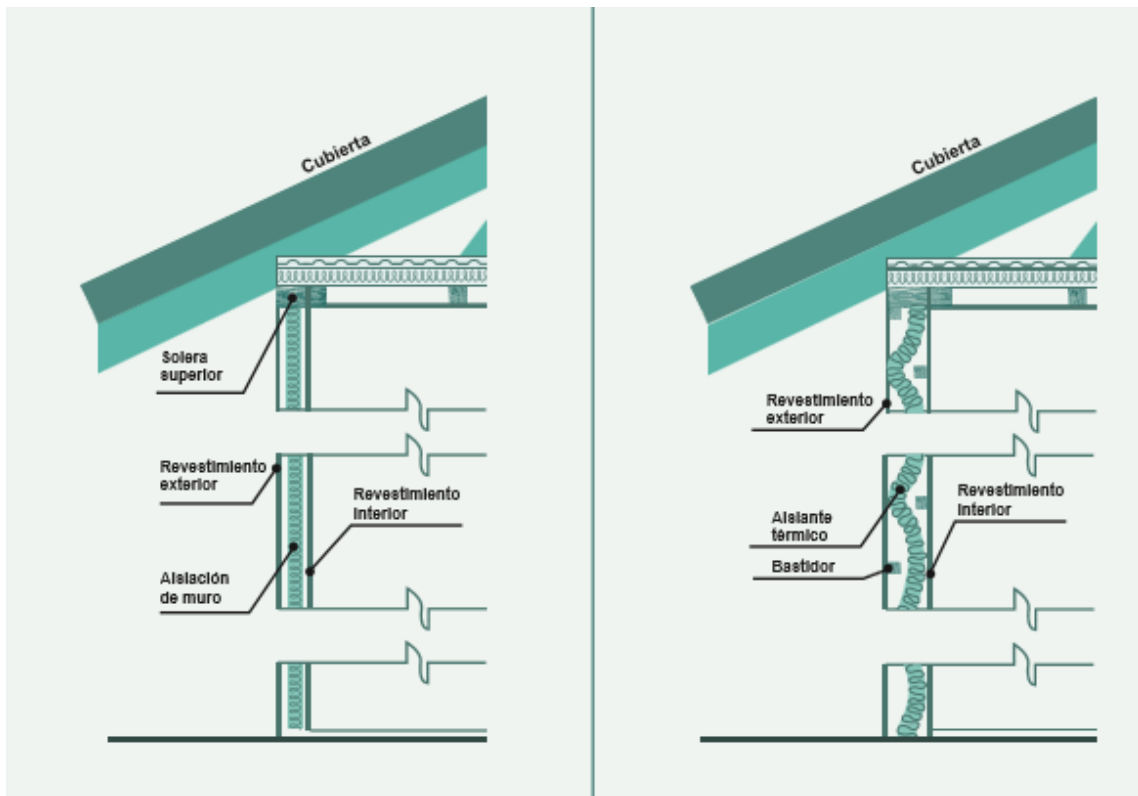 Cubierta
Solera
superior
Revestimiento
exterior
Revestimiento
interior
Aislación
de muro
Cubierta
Revestimiento
exterior
Revestimiento
interior
Aislante
térmico
Bastidor